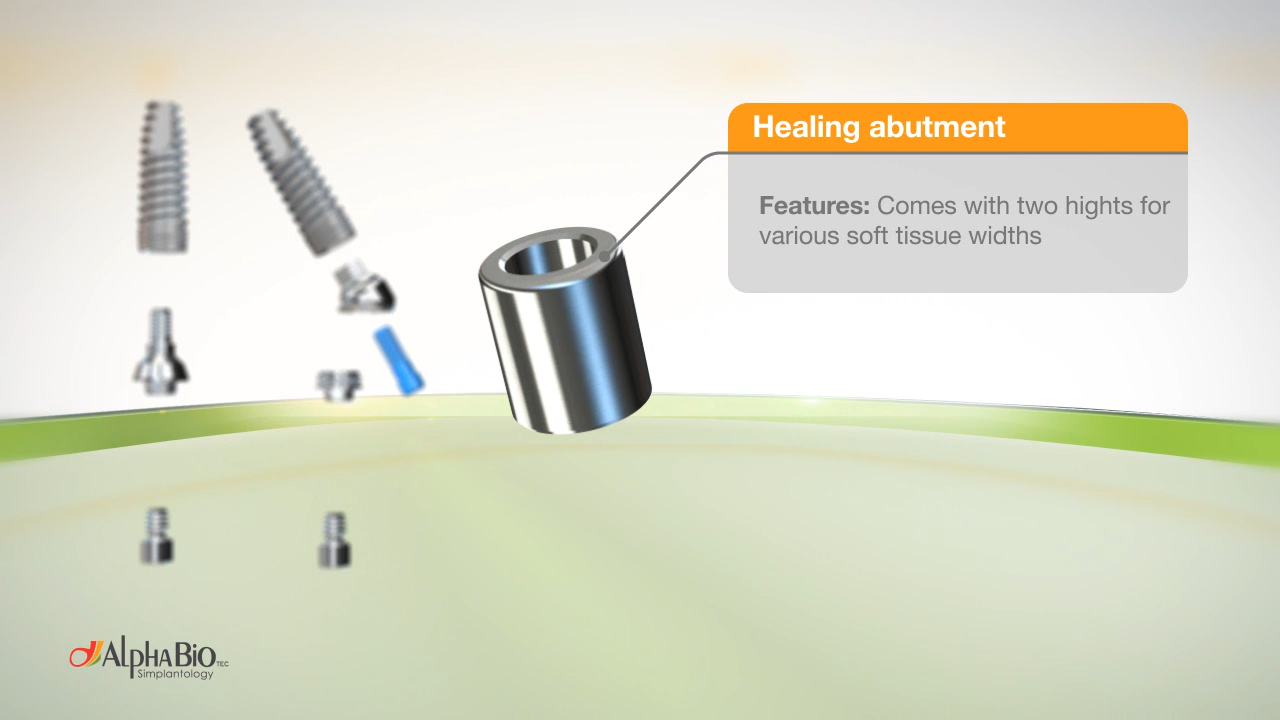 Healing abutment
Features: Comes with two hights for
various soft tissue widths
AlphaBio TEC
Simplantology